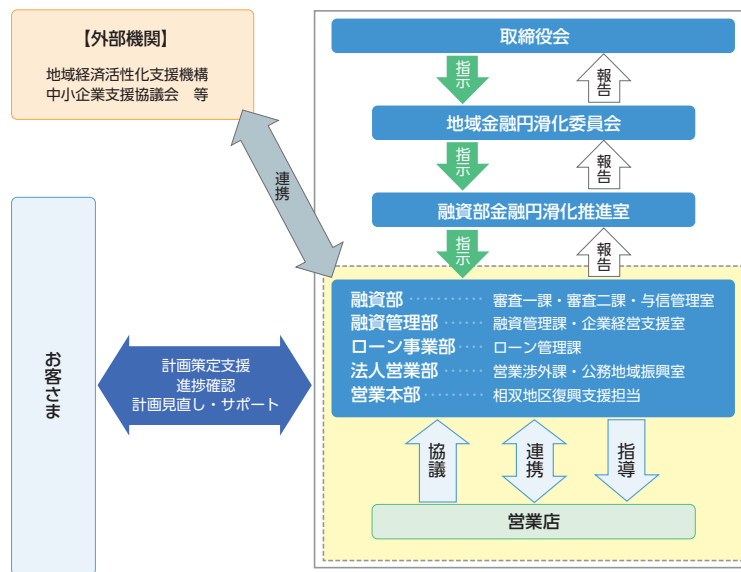 【外部機関】
地域経済活性化支援機構
中小企業支援協議会　等
取締役会
指示
報告
地域金融円滑化委員会
指示
報告
連携
融資部金融円滑化推進室
指示
報告
融資部………… 審査一課・審査二課・与信管理室
融資管理部…… 融資管理課・企業経営支援室
ローン事業部… ローン管理課
法人営業部…… 営業渉外課・公務地域振興室
営業本部……… 相双地区復興支援担当
お客さま
計画策定支援
進捗確認
計画見直し・サポート
協議
連携
指導
営業店